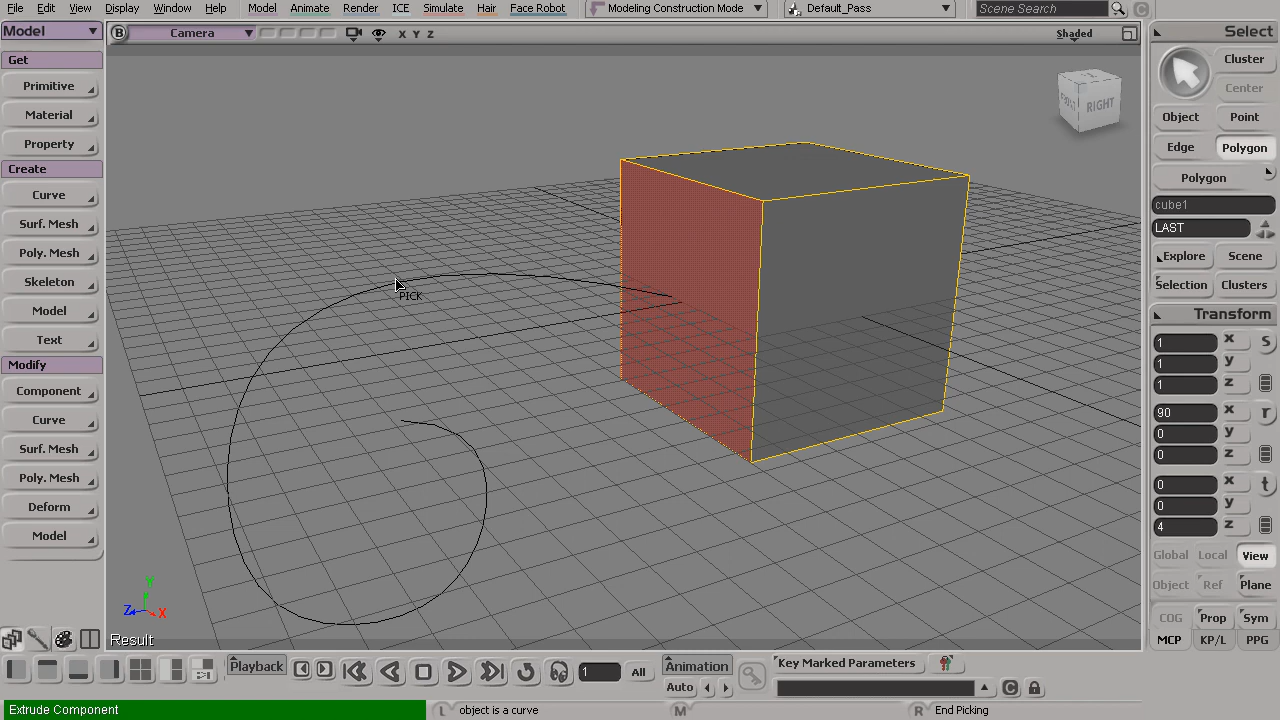 File Edit View Display Window Help Model Animate Render ICE Simulate Hair Face Robot Modeling Construction Mode Default_Pass Scene Search
Model
B Camera X Y Z Shaded
Select
Get
Primitive
Material
Property
Create
Curve
Surf. Mesh
Poly. Mesh
Skeleton
Model
Text
Modify
Component
Curve
Surf. Mesh
Poly. Mesh
Deform
Model
RIGHT
PICK
Y
Z X
Result
Cluster
Center
Object Point
Edge Polygon
Polygon
cube1
LAST
Explore Scene
Selection Clusters
Transform
1 x s
1 y
1 z
90 x r
0 y
0 z
0 x t
0 y
4 z
Global Local View
Object Ref Plane
COG Prop Sym
MCP KP/L PPG
Playback 1 All Animation Key Marked Parameters
Auto
Extrude Component L object is a curve M R End Picking